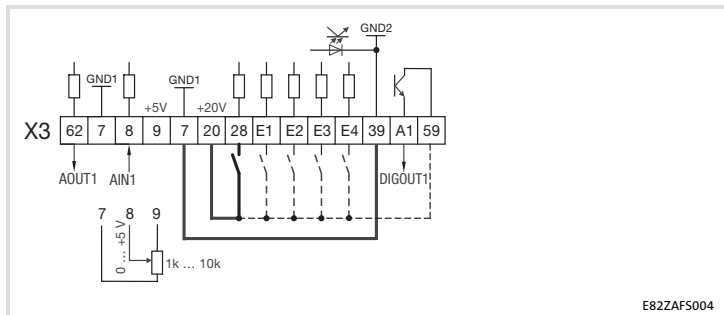 GND2
GND1
GND1
+5V
+20V
X3
62 7 8 9 7 20 28 E1 E2 E3 E4 39 A1 59
AOUT1
AIN1
DIGOUT1
7 8 9
0 ... +5 V
1k ... 10k
E82ZAFS004